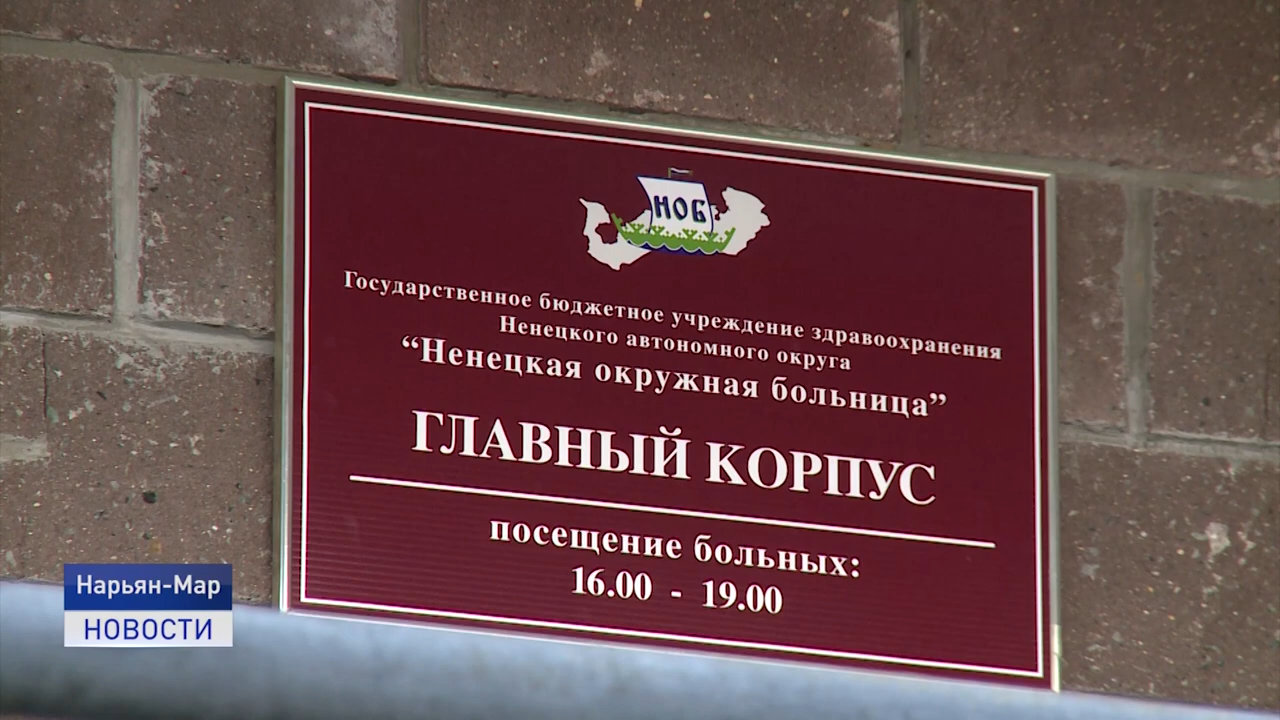 НОБ
Государственное бюджетное учреждение здравоохранения
Ненецкого автономного округа
“Ненецкая окружная больница”
ГЛАВНЫЙ КОРПУС
посещение больных:
16.00 - 19.00
Нарьян-Мар
НОВОСТИ